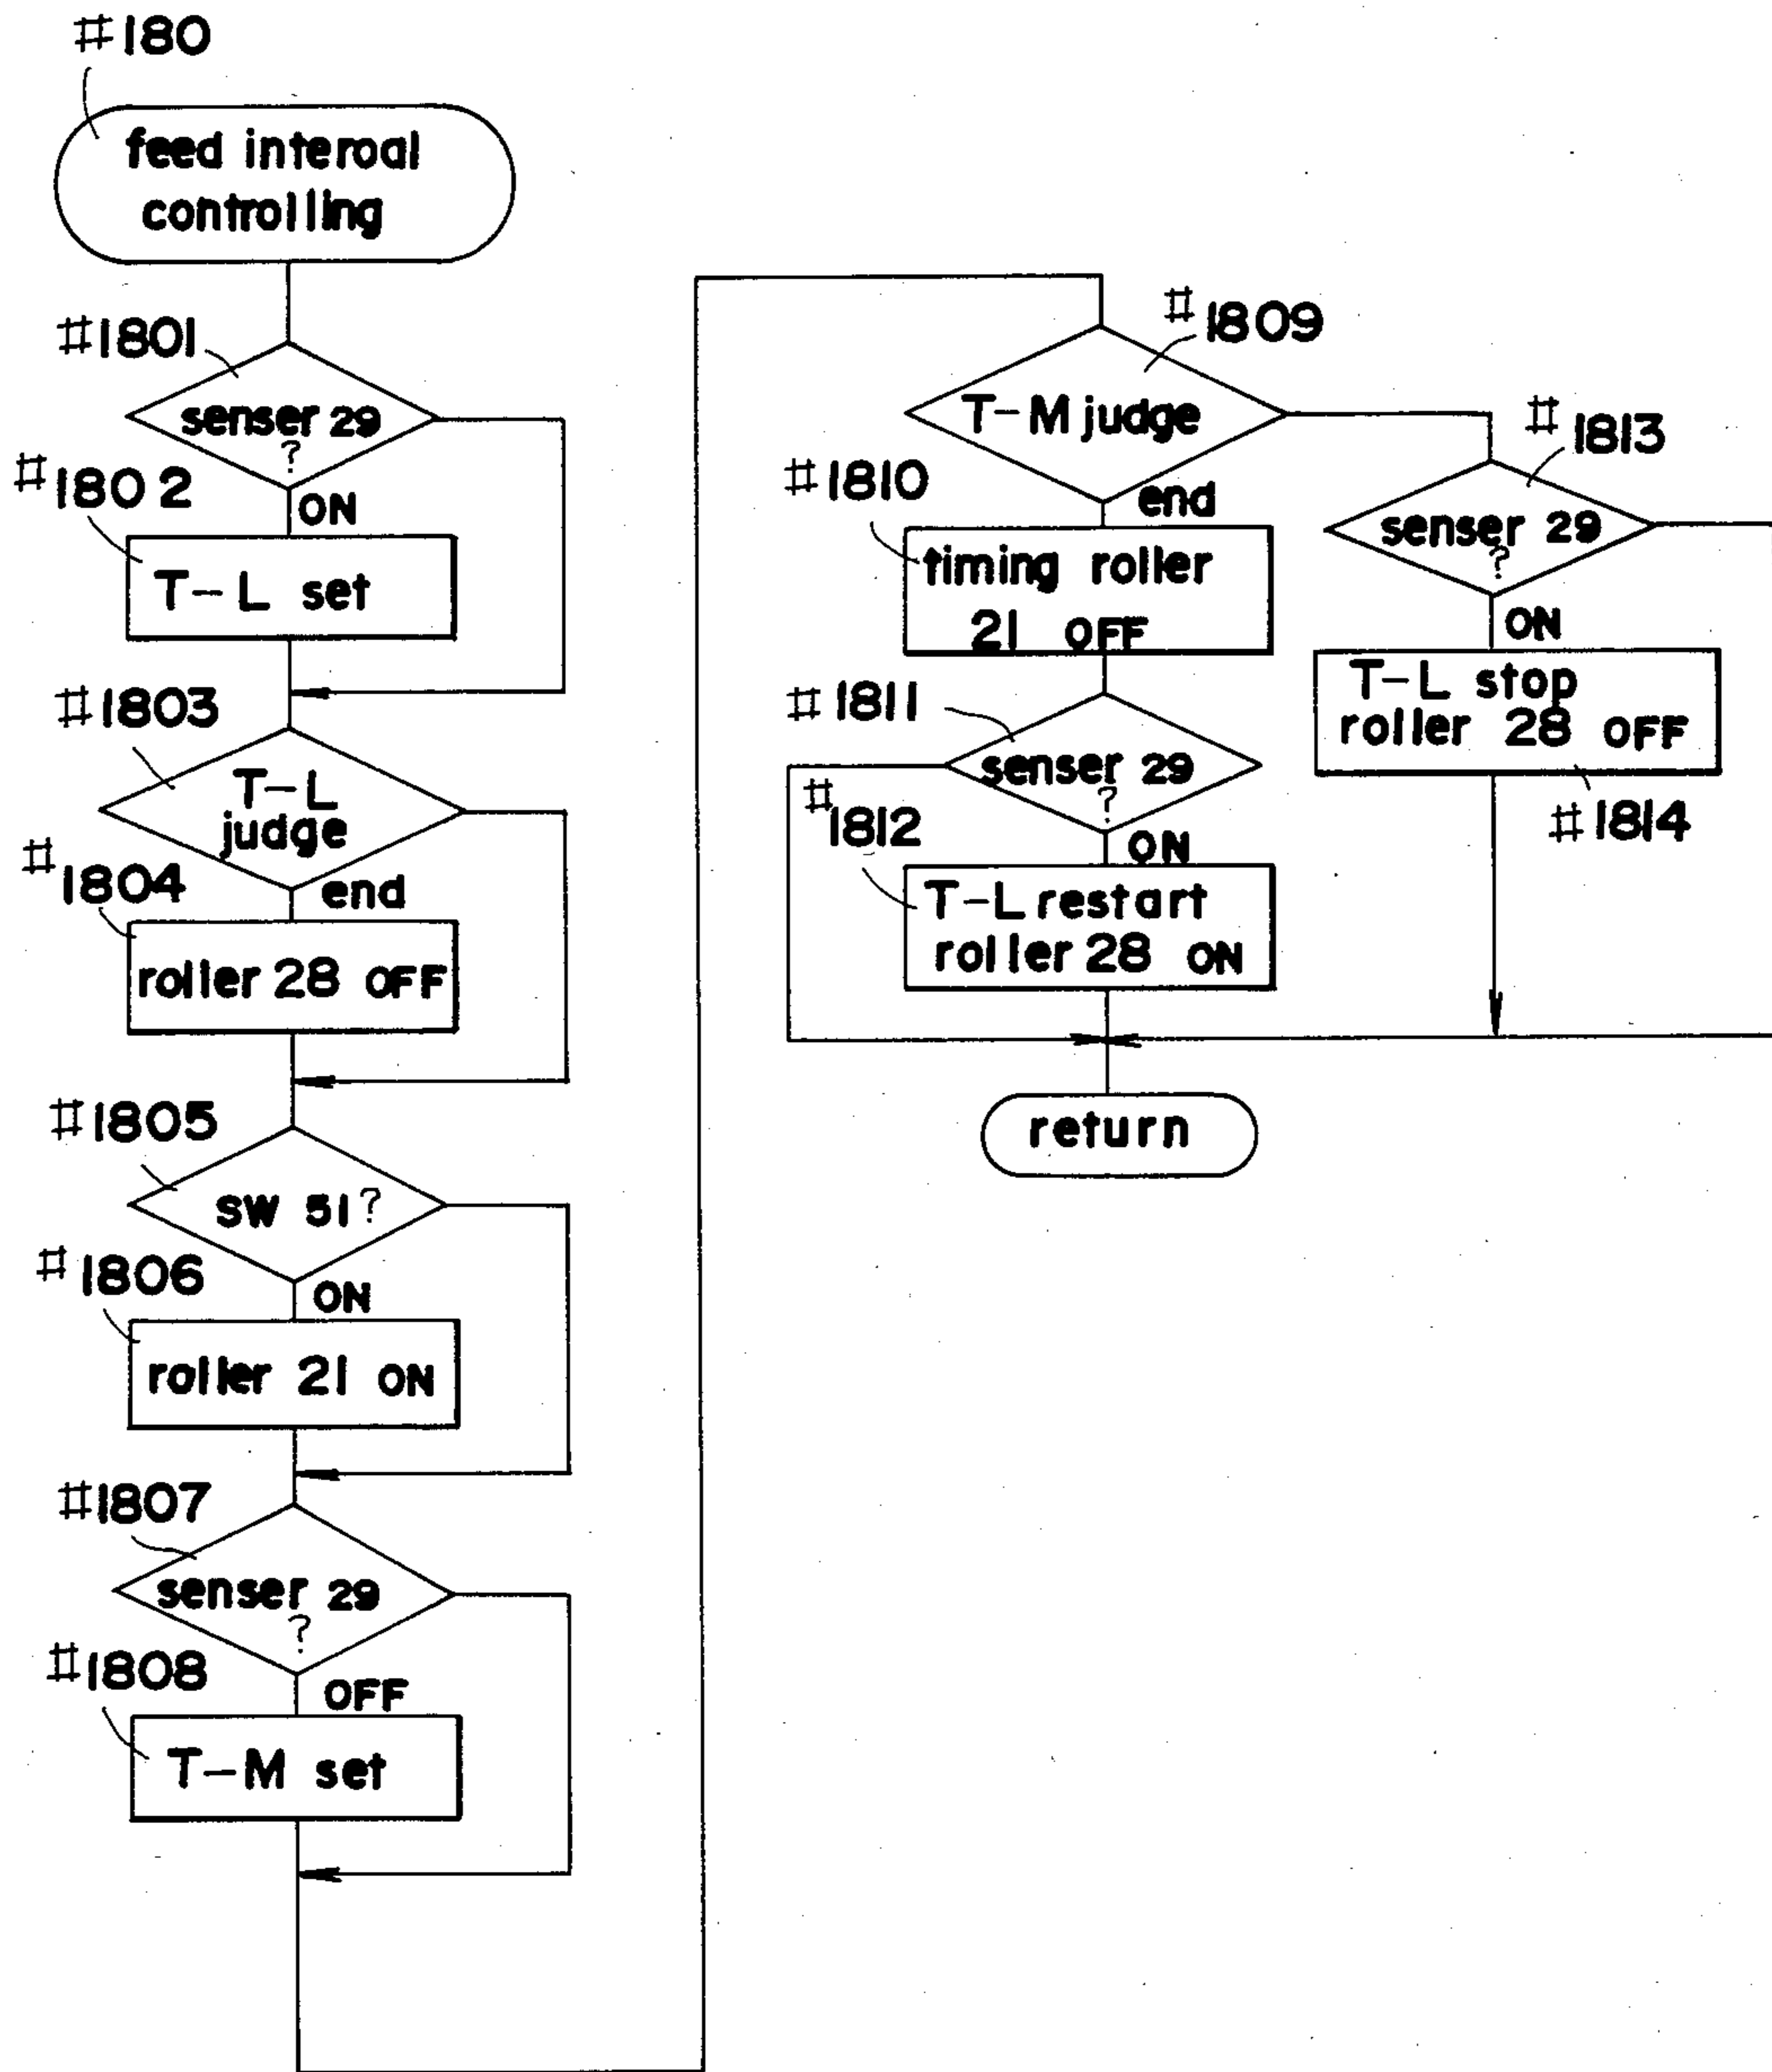 #180
feed interoal
controlling
#1801
senser 29
?
ON
#1802
T-L set
#1803
T-L
judge
end
#1804
roller 28 OFF
#1805
SW 51?
ON
#1806
roller 21 ON
#1807
senser 29
?
OFF
#1808
T-M set
#1809
T-M judge
end
#1810
timing roller
21 OFF
#1811
senser 29
?
ON
#1812
T-L restart
roller 28 ON
#1813
senser 29
?
ON
T-L stop
roller 28 OFF
#1814
return